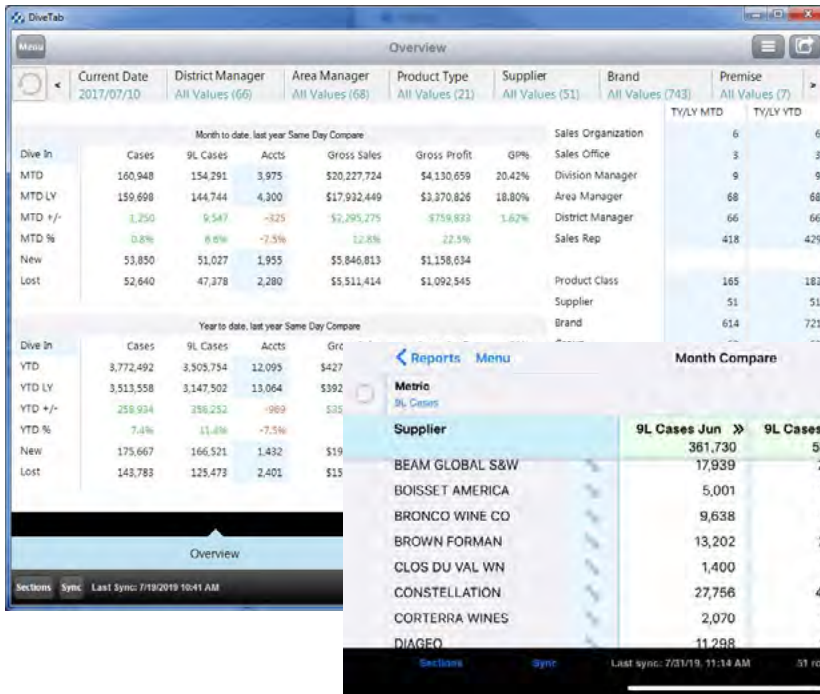 DiveTab
Menu Overview
Current Date District Manager Area Manager Product Type Supplier Brand Premise
2017/07/10 All Values (66) All Values (68) All Values (21) All Values (51) All Values (743) All Values (7)
TY/LY MTD TY/LY YTD
Month to date, last year Same Day Compare
Dive In Cases 9L Cases Accts Gross Sales Gross Profit GP%
MTD 160,948 154,291 3,975 $20,227,724 $4,130,659 20.42%
MTD LY 159,698 144,744 4,300 $17,932,449 $3,370,826 18.80%
MTD +/- 1,250 9,547 -325 $2,295,275 $759,833 1.62%
MTD % 0.8% 6.6% -7.5% 12.8% 22.5%
New 53,850 51,027 1,955 $5,846,813 $1,158,634
Lost 52,640 47,378 2,280 $5,511,414 $1,092,545
Sales Organization 6 6
Sales Office 3 3
Division Manager 9 9
Area Manager 68 68
District Manager 66 66
Sales Rep 418 429
Product Class 165 182
Supplier 51 51
Brand 614 721
Year to date, last year Same Day Compare
Dive In Cases 9L Cases Accts
YTD 3,772,492 3,505,754 12,095 $427
YTD LY 3,513,558 3,147,502 13,064 $392
YTD +/- 258,934 358,252 -969 $35
YTD % 7.4% 11.4% -7.5%
New 175,667 166,521 1,432 $19
Lost 143,783 125,473 2,401 $15
Overview
Sections Sync Last Sync: 7/19/2019 10:41 AM
Reports Menu Month Compare
Metric
9L Cases
Supplier 9L Cases Jun » 9L Cases
361,730 5
BEAM GLOBAL S&W 17,939
BOISSET AMERICA 5,001
BRONCO WINE CO 9,638
BROWN FORMAN 13,202
CLOS DU VAL WN 1,400
CONSTELLATION 27,756 4
CORTERRA WINES 2,070
DIAGEO 11,298
Sections Sync Last sync: 7/31/19, 11:14 AM 51 ro